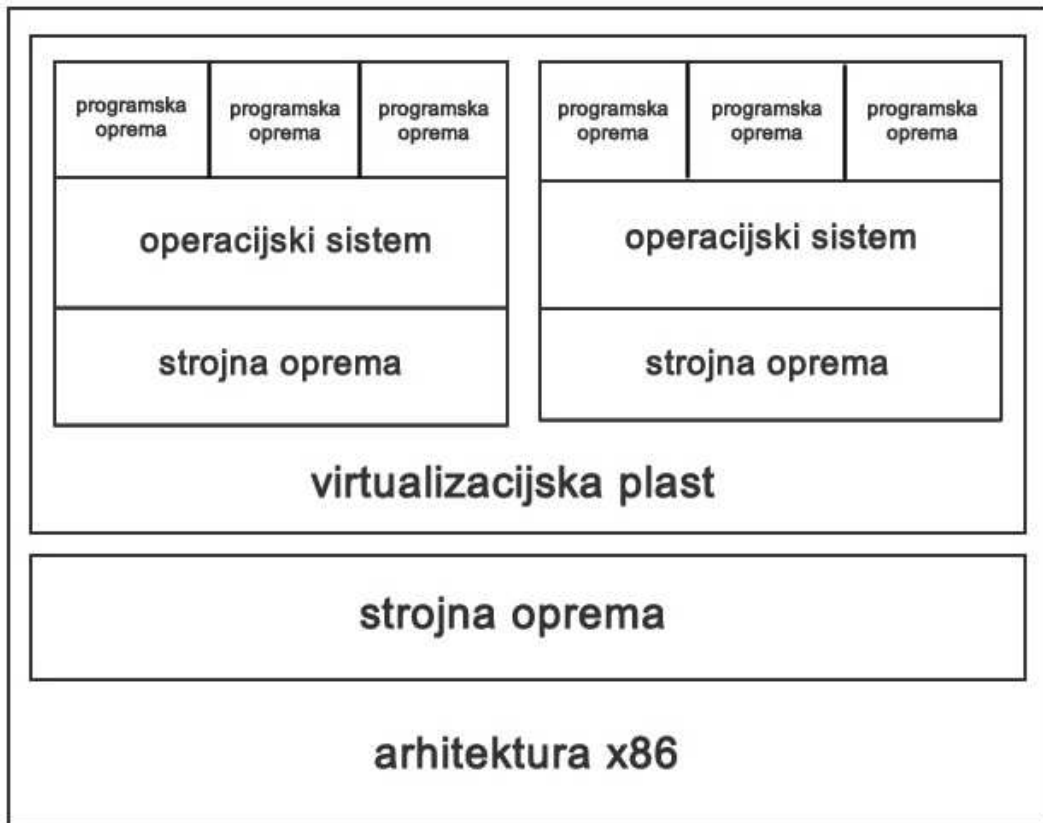 programska
oprema
programska
oprema
programska
oprema
programska
oprema
programska
oprema
programska
oprema
operacijski sistem
operacijski sistem
strojna oprema
strojna oprema
virtualizacijska plast
strojna oprema
arhitektura x86